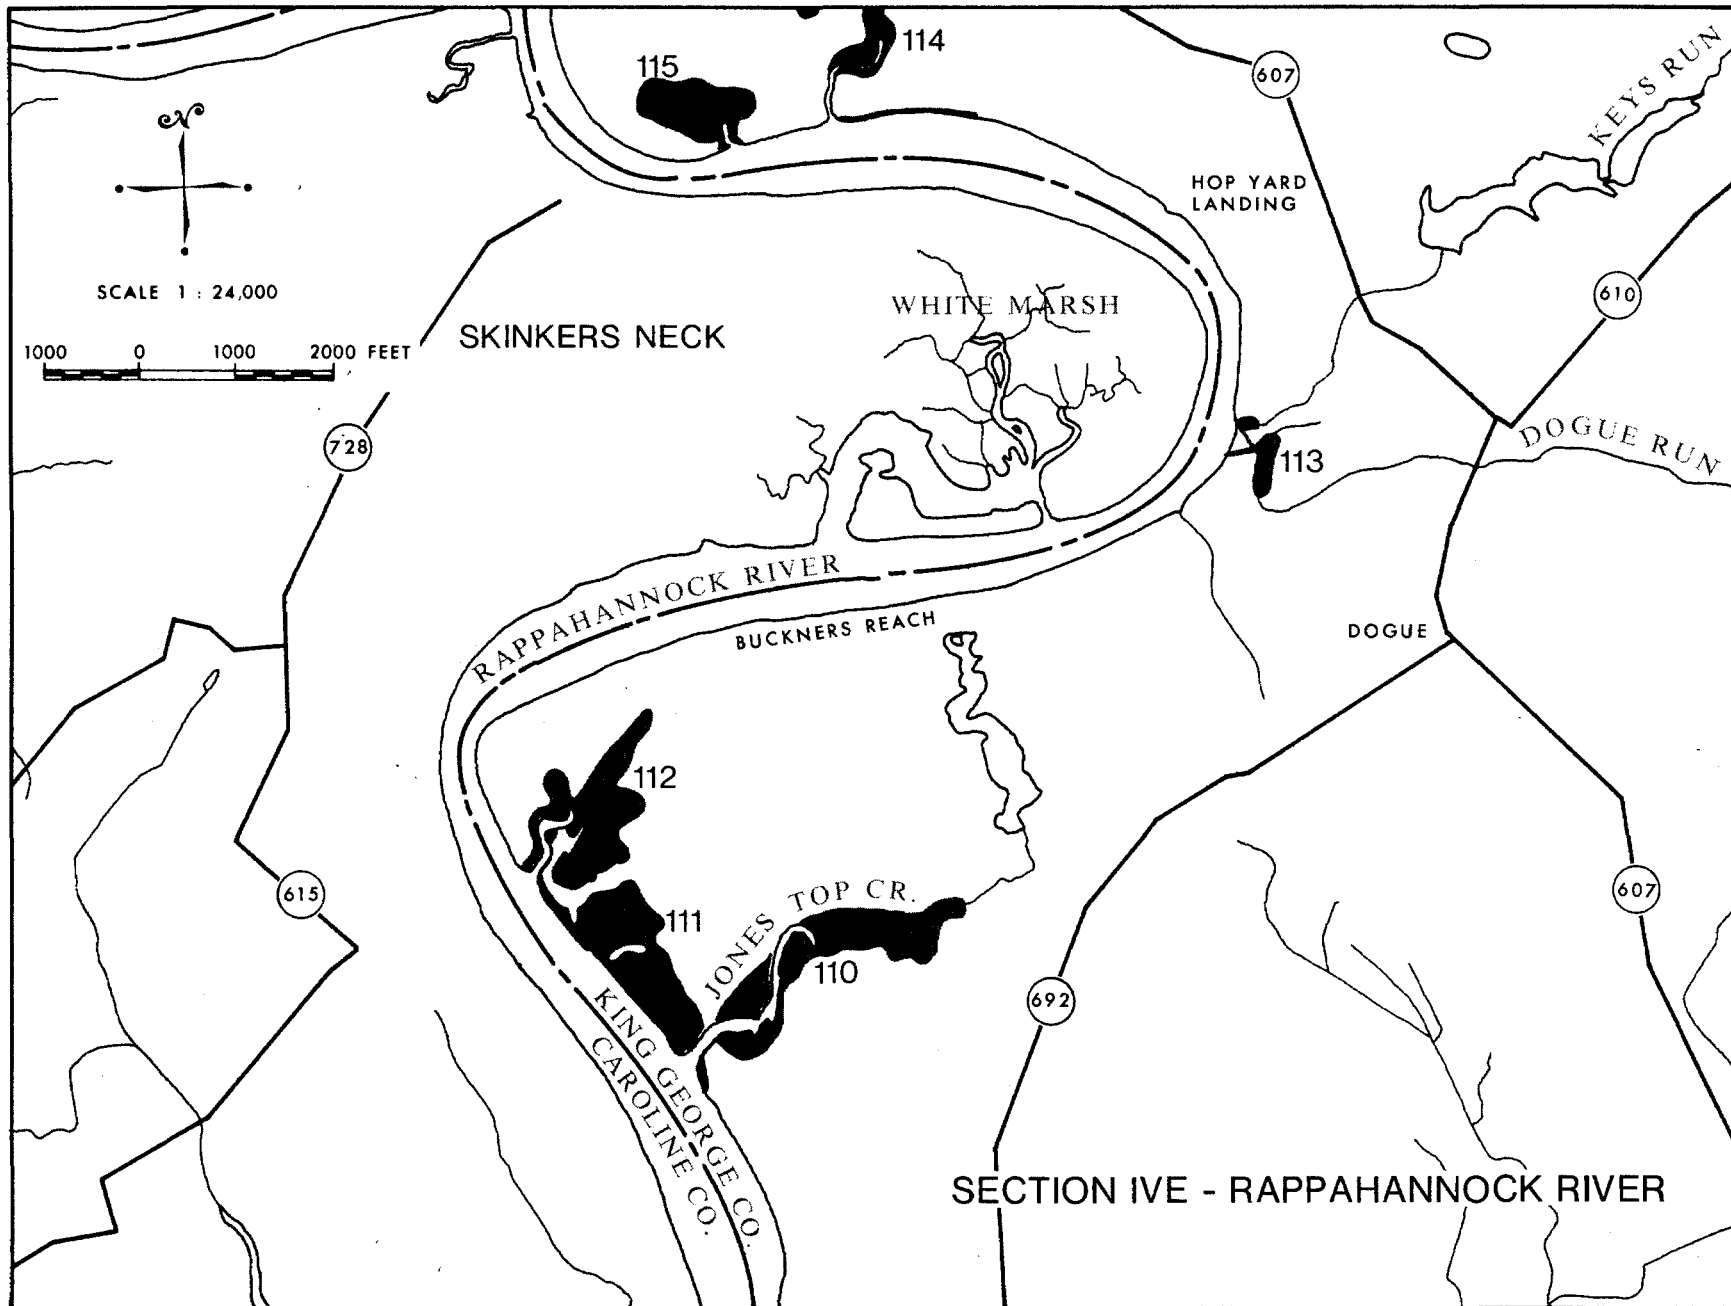 114
115
607
KEYS RUN
N
HOP YARD
LANDING
SCALE 1 : 24,000
WHITE MARSH
610
SKINKERS NECK
1000 0 1000 2000 FEET
728
DOGUE RUN
113
RAPPAHANNOCK RIVER
BUCKNERS REACH
DOGUE
112
615
JONES TOP CR.
607
111
110
692
KING GEORGE CO.
CAROLINE CO.
SECTION IVE - RAPPAHANNOCK RIVER